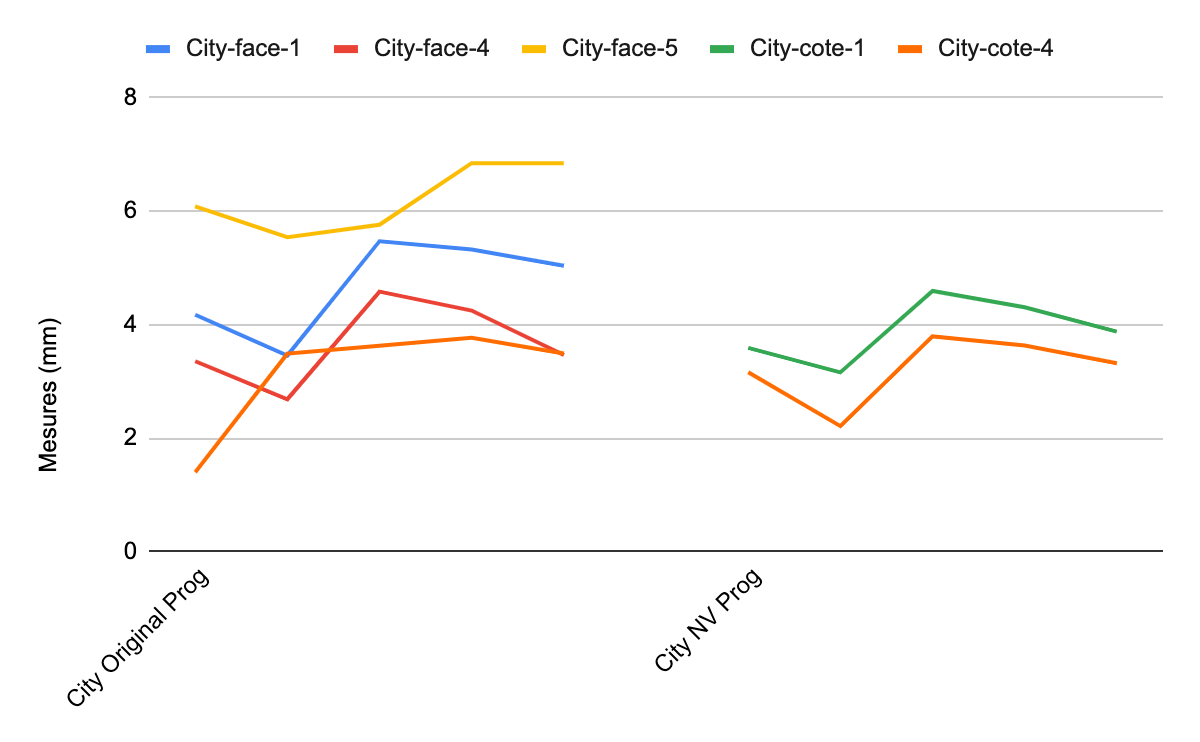 City-face-1 City-face-4 City-face-5 City-cote-1 City-cote-4
8
6
4
2
0
Mesures (mm)
City Original Prog
City NV Prog